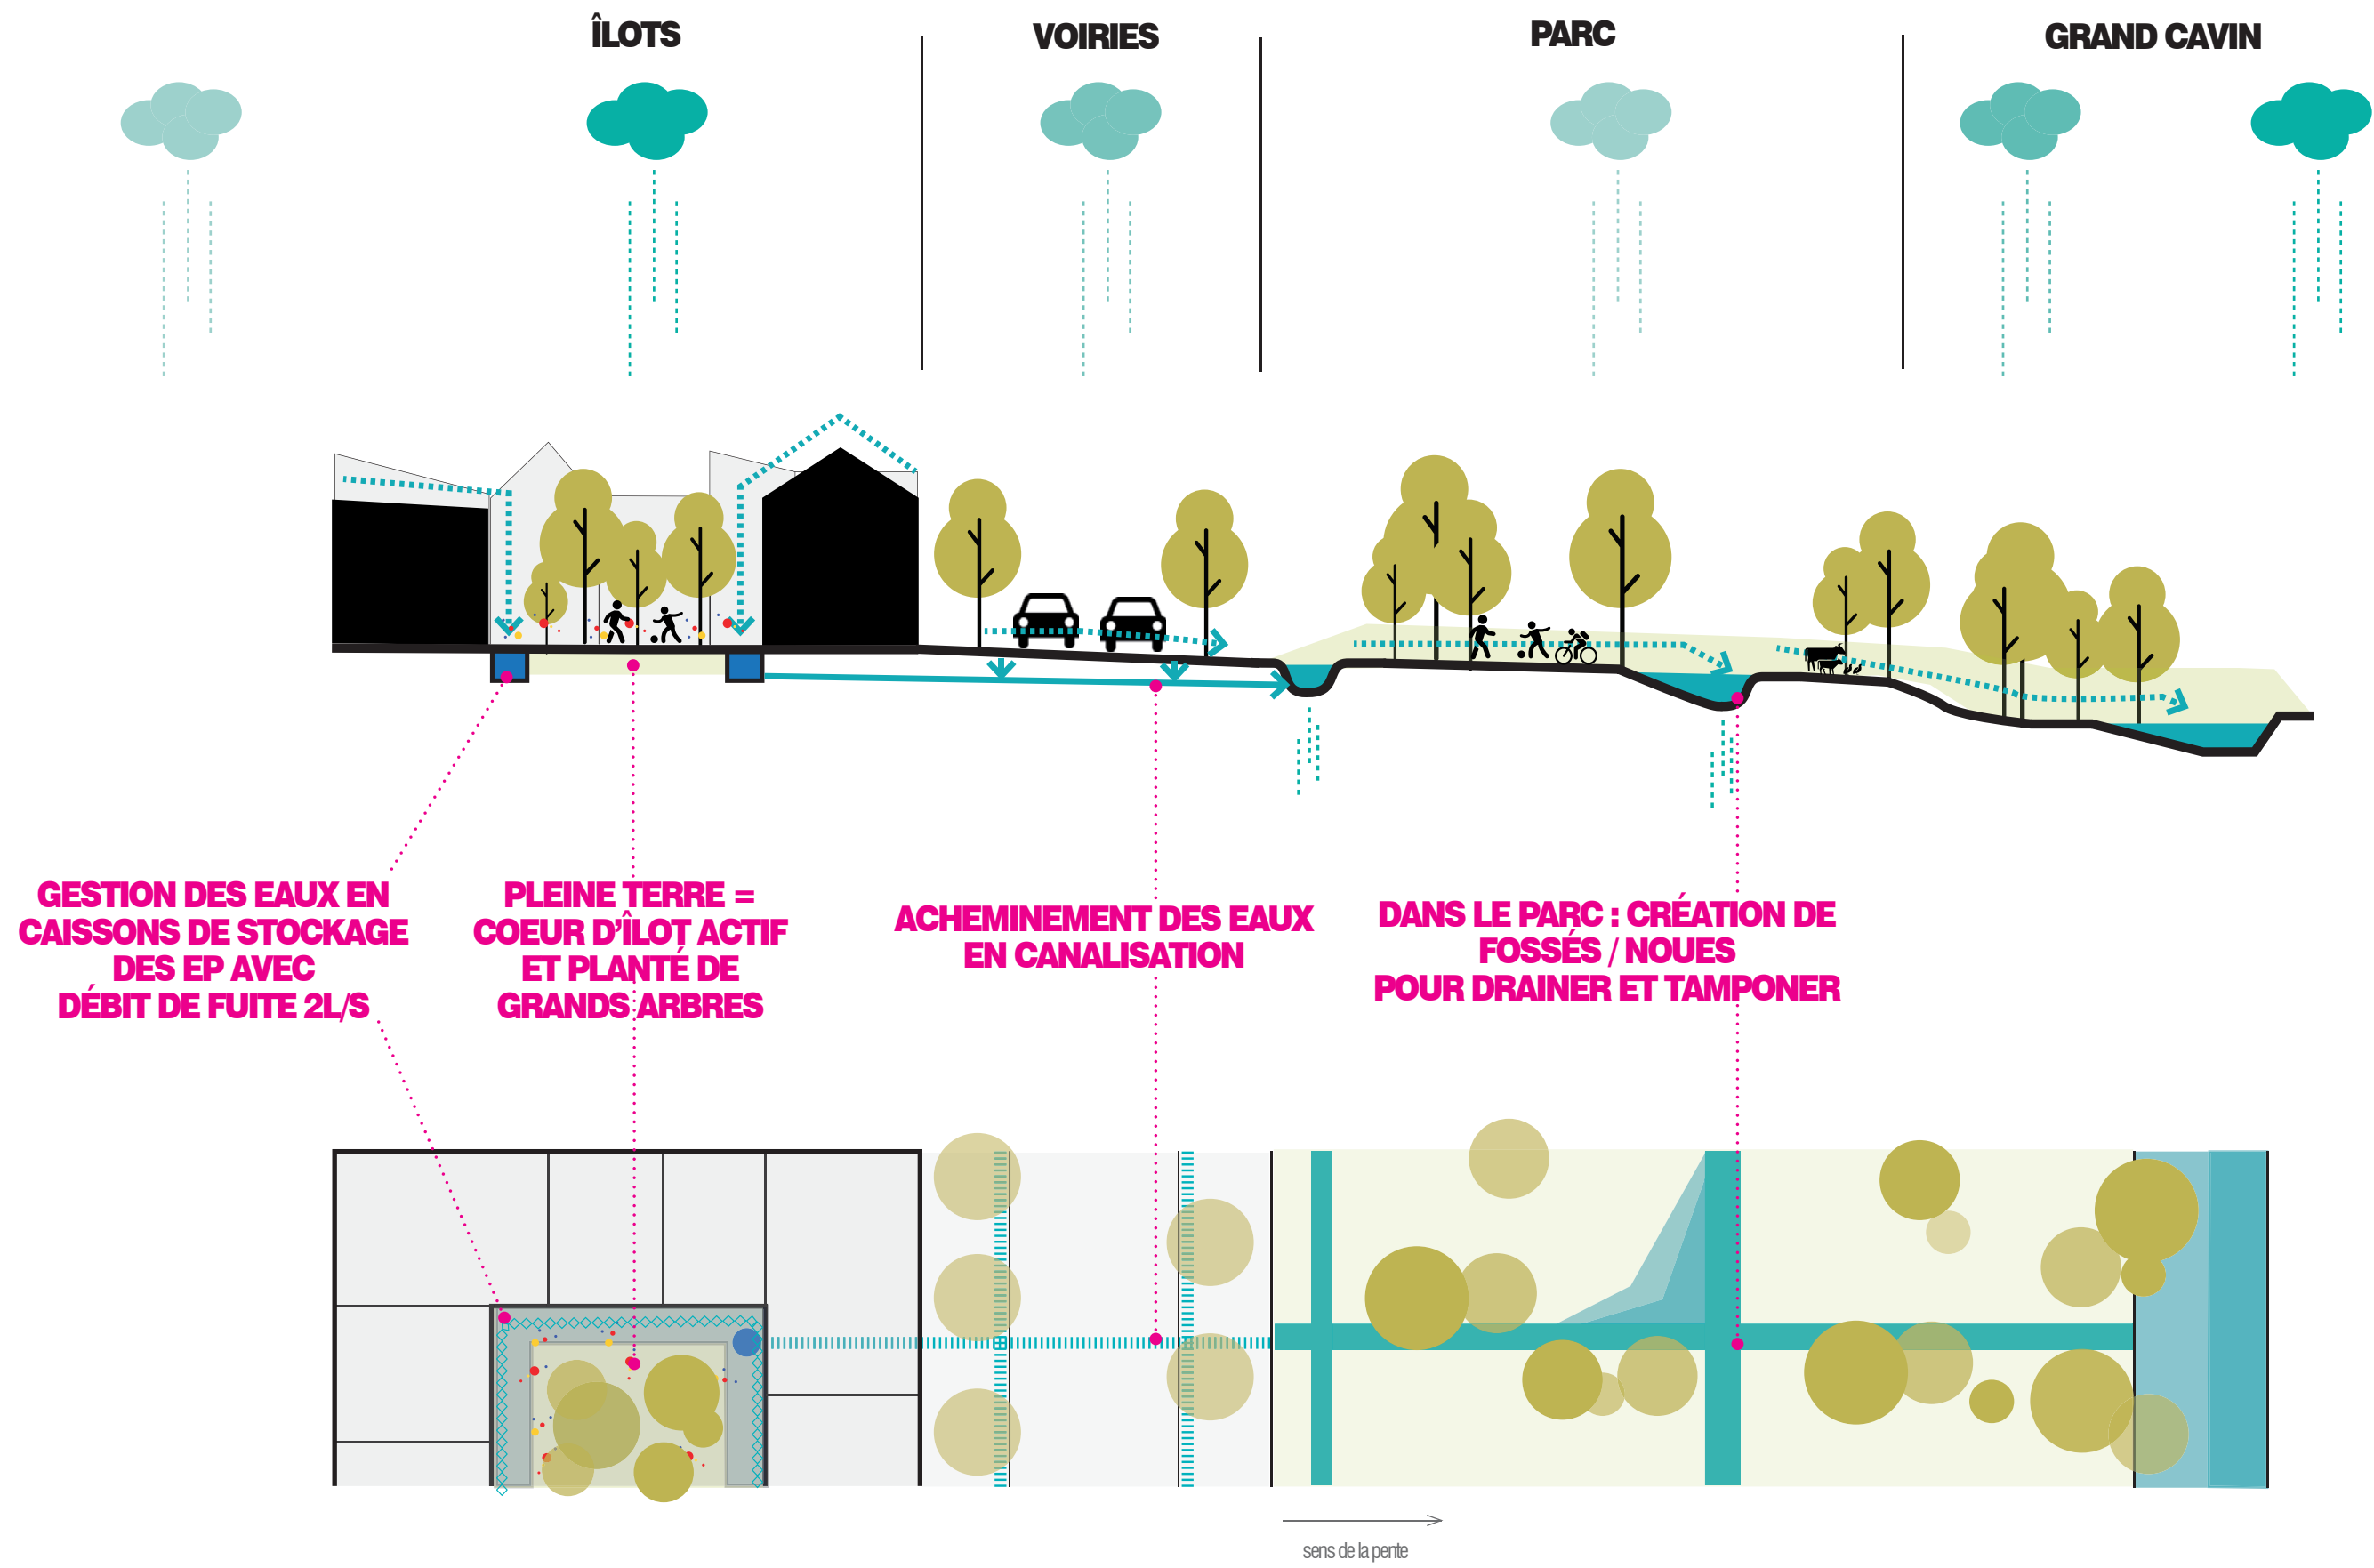 ÎLOTS
VOIRIES
PARC
GRAND CAVIN
GESTION DES EAUX EN
CAISSONS DE STOCKAGE
DES EP AVEC
DÉBIT DE FUITE 2L/S
PLEINE TERRE =
COEUR D’ÎLOT ACTIF
ET PLANTÉ DE
GRANDS ARBRES
ACHEMINEMENT DES EAUX
EN CANALISATION
DANS LE PARC : CRÉATION DE
FOSSÉS / NOUES
POUR DRAINER ET TAMPONER
sens de la pente